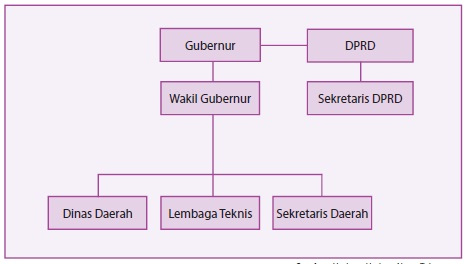 Gubernur
DPRD
Wakil Gubernur
Sekretaris DPRD
Dinas Daerah
Lembaga Teknis
Sekretaris Daerah